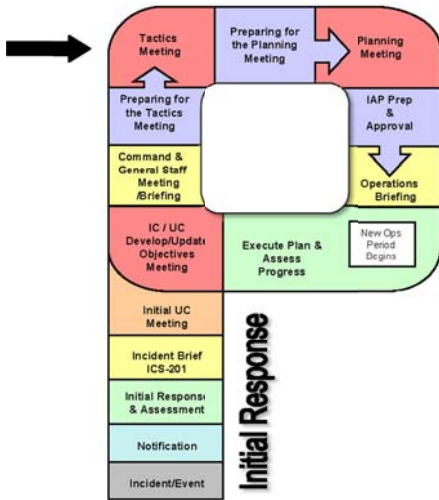 Tactics
Meeting
Preparing for
the Planning
Meeting
Planning
Meeting
Preparing for
the Tactics
Meeting
IAP Prep
&
Approval
Command &
General Staff
Meeting
/Briefing
Operations
Briefing
IC / UC
Develop/Update
Objectives
Meeting
Execute Plan &
Assess
Progress
New Ops
Period
Begins
Initial UC
Meeting
Incident Brief
ICS-201
Initial Response
& Assessment
Notification
Incident/Event
Initial Response